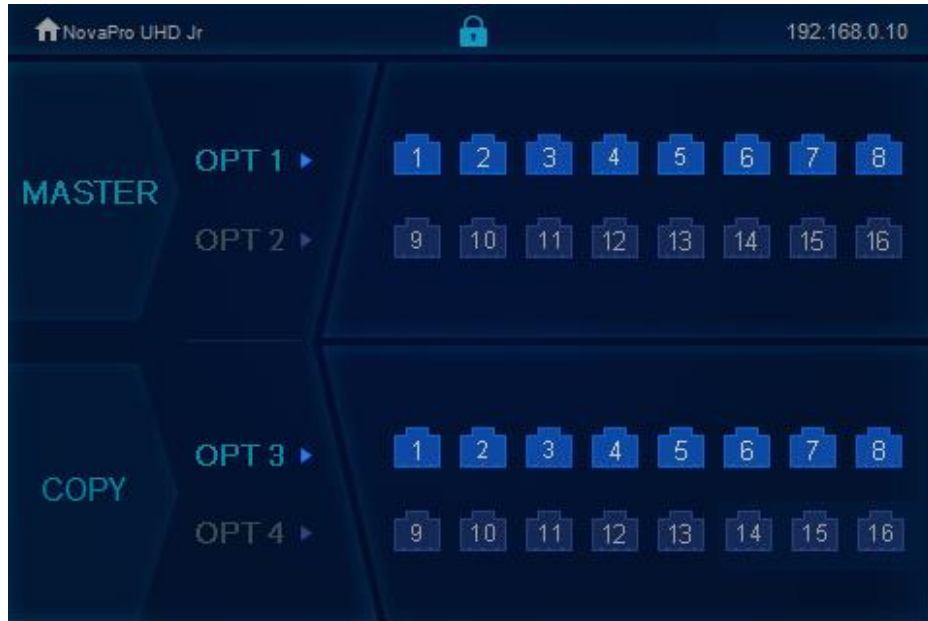 NovaPro UHD Jr 192.168.0.10
MASTER
OPT 1 1 2 3 4 5 6 7 8
OPT 2 9 10 11 12 13 14 15 16
COPY
OPT 3 1 2 3 4 5 6 7 8
OPT 4 9 10 11 12 13 14 15 16